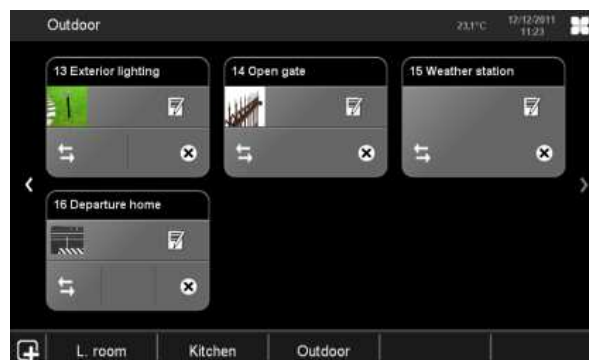 Outdoor
23,1°C
12/12/2011
11:23
13 Exterior lighting
14 Open gate
15 Weather station
16 Departure home
L. room
Kitchen
Outdoor